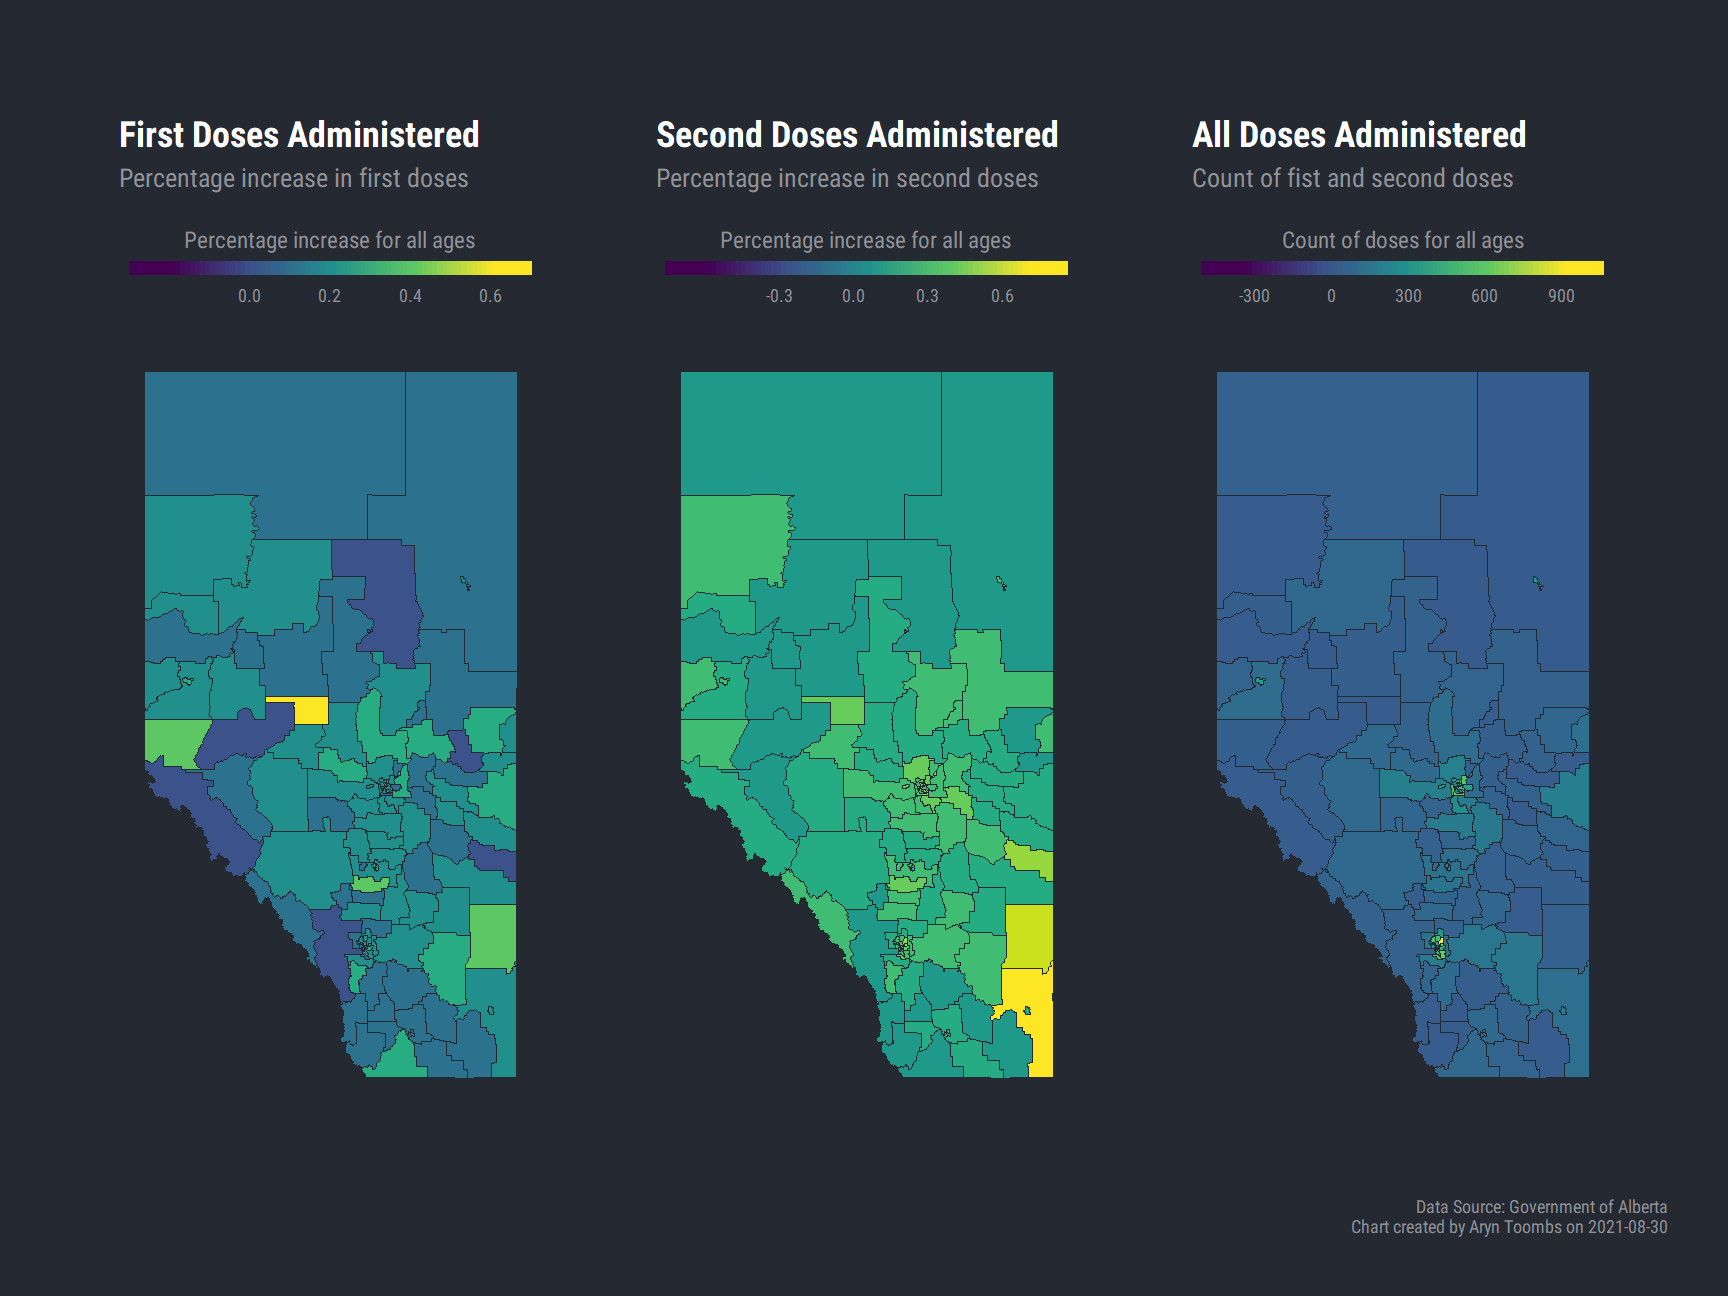 First Doses Administered
Percentage increase in first doses
Percentage increase for all ages
0.0 0.2 0.4 0.6
Second Doses Administered
Percentage increase in second doses
Percentage increase for all ages
-0.3 0.0 0.3 0.6
All Doses Administered
Count of fist and second doses
Count of doses for all ages
-300 0 300 600 900
Data Source: Government of Alberta
Chart created by Aryn Toombs on 2021-08-30